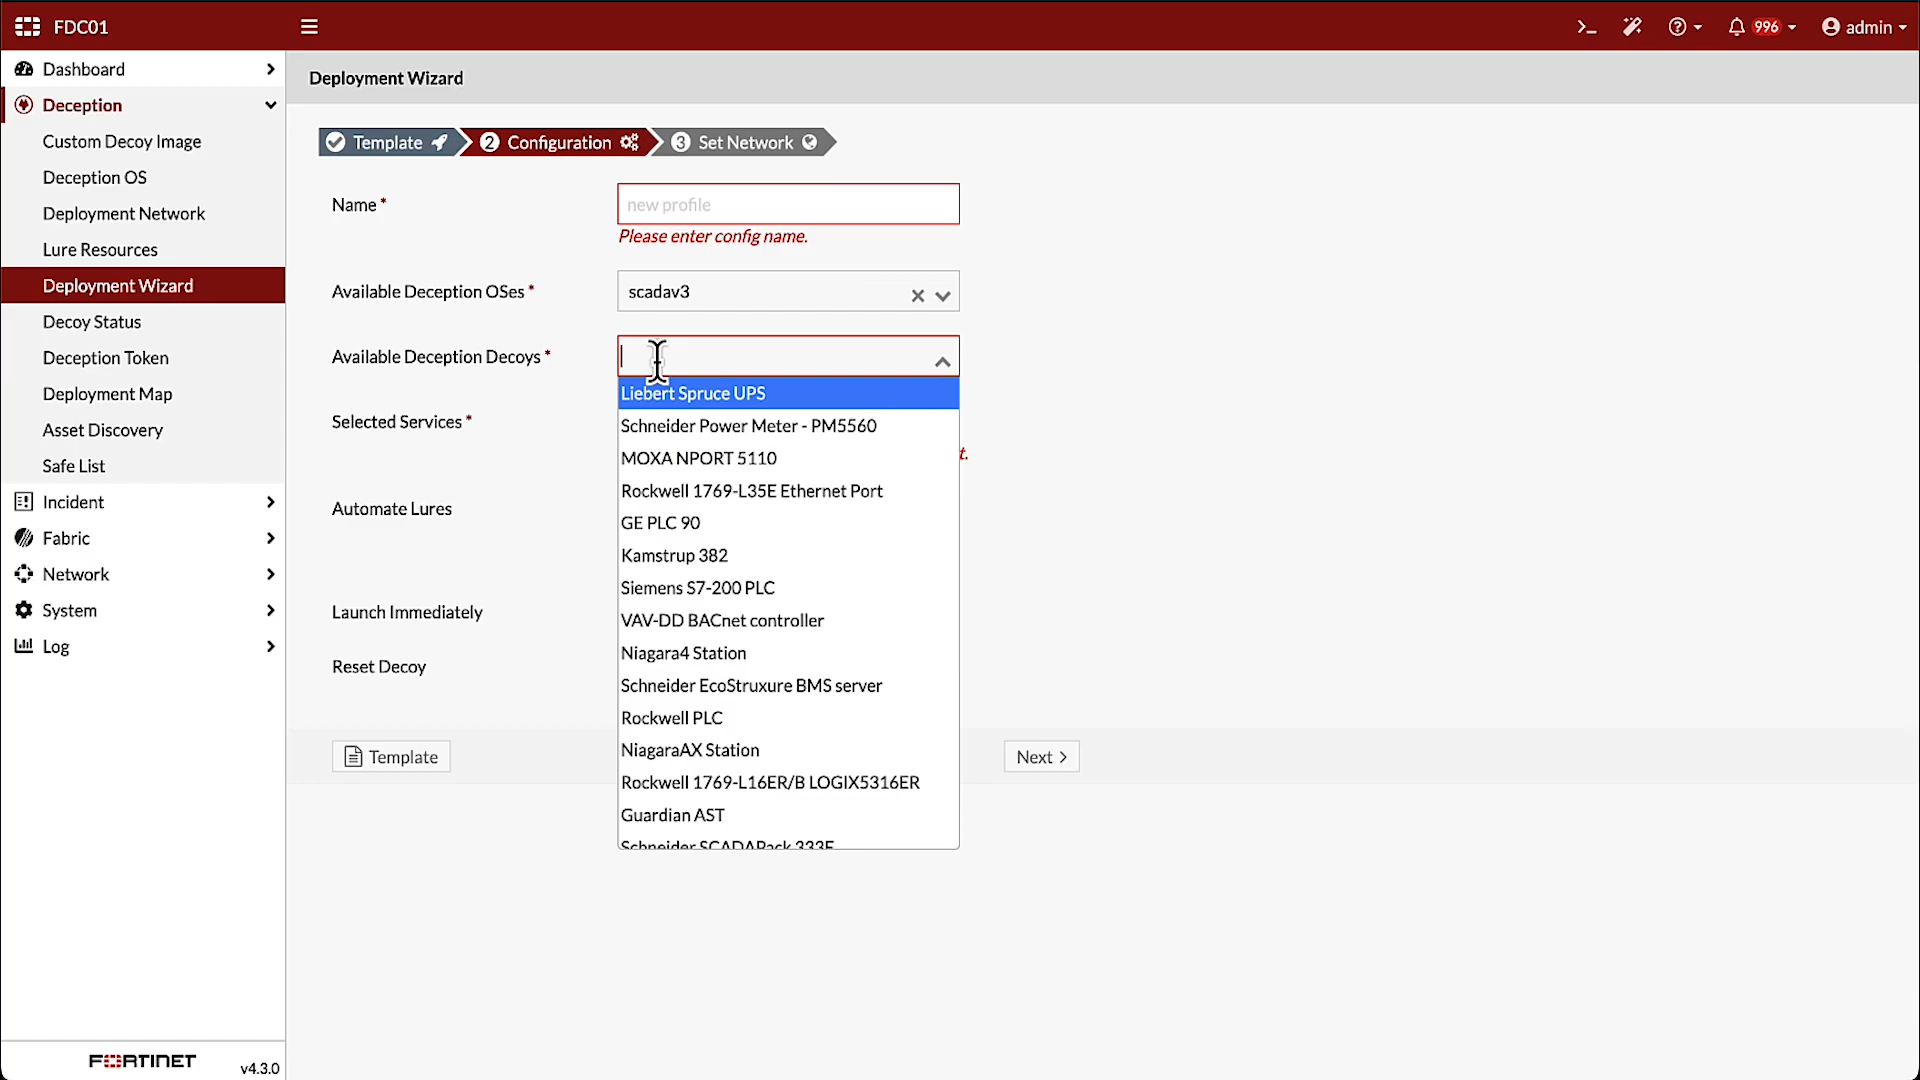 FDC01
996
admin
Dashboard
Deception
Custom Decoy Image
Deception OS
Deployment Network
Lure Resources
Deployment Wizard
Decoy Status
Deception Token
Deployment Map
Asset Discovery
Safe List
Incident
Fabric
Network
System
Log
FORTINET
v4.3.0
Deployment Wizard
Template
2 Configuration
3 Set Network
Name *
new profile
Please enter config name.
Available Deception OSes *
scadav3
Available Deception Decoys *
Liebert Spruce UPS
Schneider Power Meter - PM5560
MOXA NPORT 5110
Rockwell 1769-L35E Ethernet Port
GE PLC 90
Kamstrup 382
Siemens S7-200 PLC
VAV-DD BACnet controller
Niagara4 Station
Schneider EcoStruxure BMS server
Rockwell PLC
NiagaraAX Station
Rockwell 1769-L16ER/B LOGIX5316ER
Guardian AST
Schneider SCADAPack 333E
Selected Services *
t.
Automate Lures
Launch Immediately
Reset Decoy
Template
Next